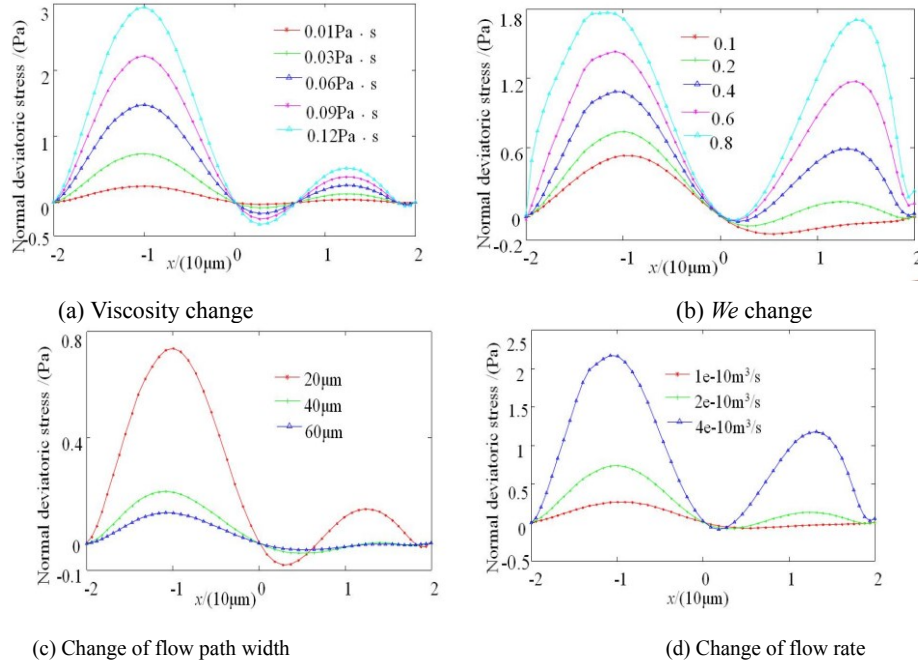 Normal deviatoric stress /(Pa)
3
2
1
0
-0.5
-2
-1
0
1
2
x/(10μm)
0.01Pa · s
0.03Pa · s
0.06Pa · s
0.09Pa · s
0.12Pa · s
(a) Viscosity change
Normal deviatoric stress /(Pa)
1.8
1.2
0.6
0
-0.2
-2
-1
0
1
2
x/(10μm)
0.1
0.2
0.4
0.6
0.8
(b) We change
Normal deviatoric stress /(Pa)
0.8
0.4
0
-0.1
-2
-1
0
1
2
x/(10μm)
20μm
40μm
60μm
(c) Change of flow path width
Normal deviatoric stress /(Pa)
2.5
2
1.5
1
0.5
0
-0.5
-2
-1
0
1
2
x/(10μm)
1e-10m³/s
2e-10m³/s
4e-10m³/s
(d) Change of flow rate